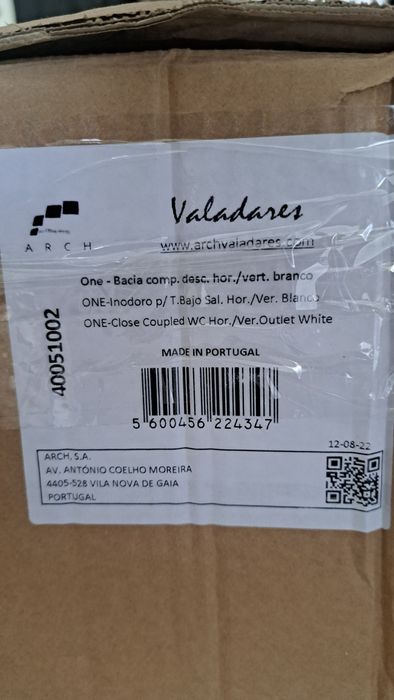 Valadares
ARCH
www.archvaladares.com
One - Bacia comp. desc. hor./vert. branco
ONE-Inodoro p/ T.Bajo Sal. Hor./Ver. Blanco
ONE-Close Coupled WC Hor./Ver.Outlet White
40051002
MADE IN PORTUGAL
5 600456 224347
12-08-22
ARCH, S.A.
AV. ANTÓNIO COELHO MOREIRA
4405-528 VILA NOVA DE GAIA
PORTUGAL